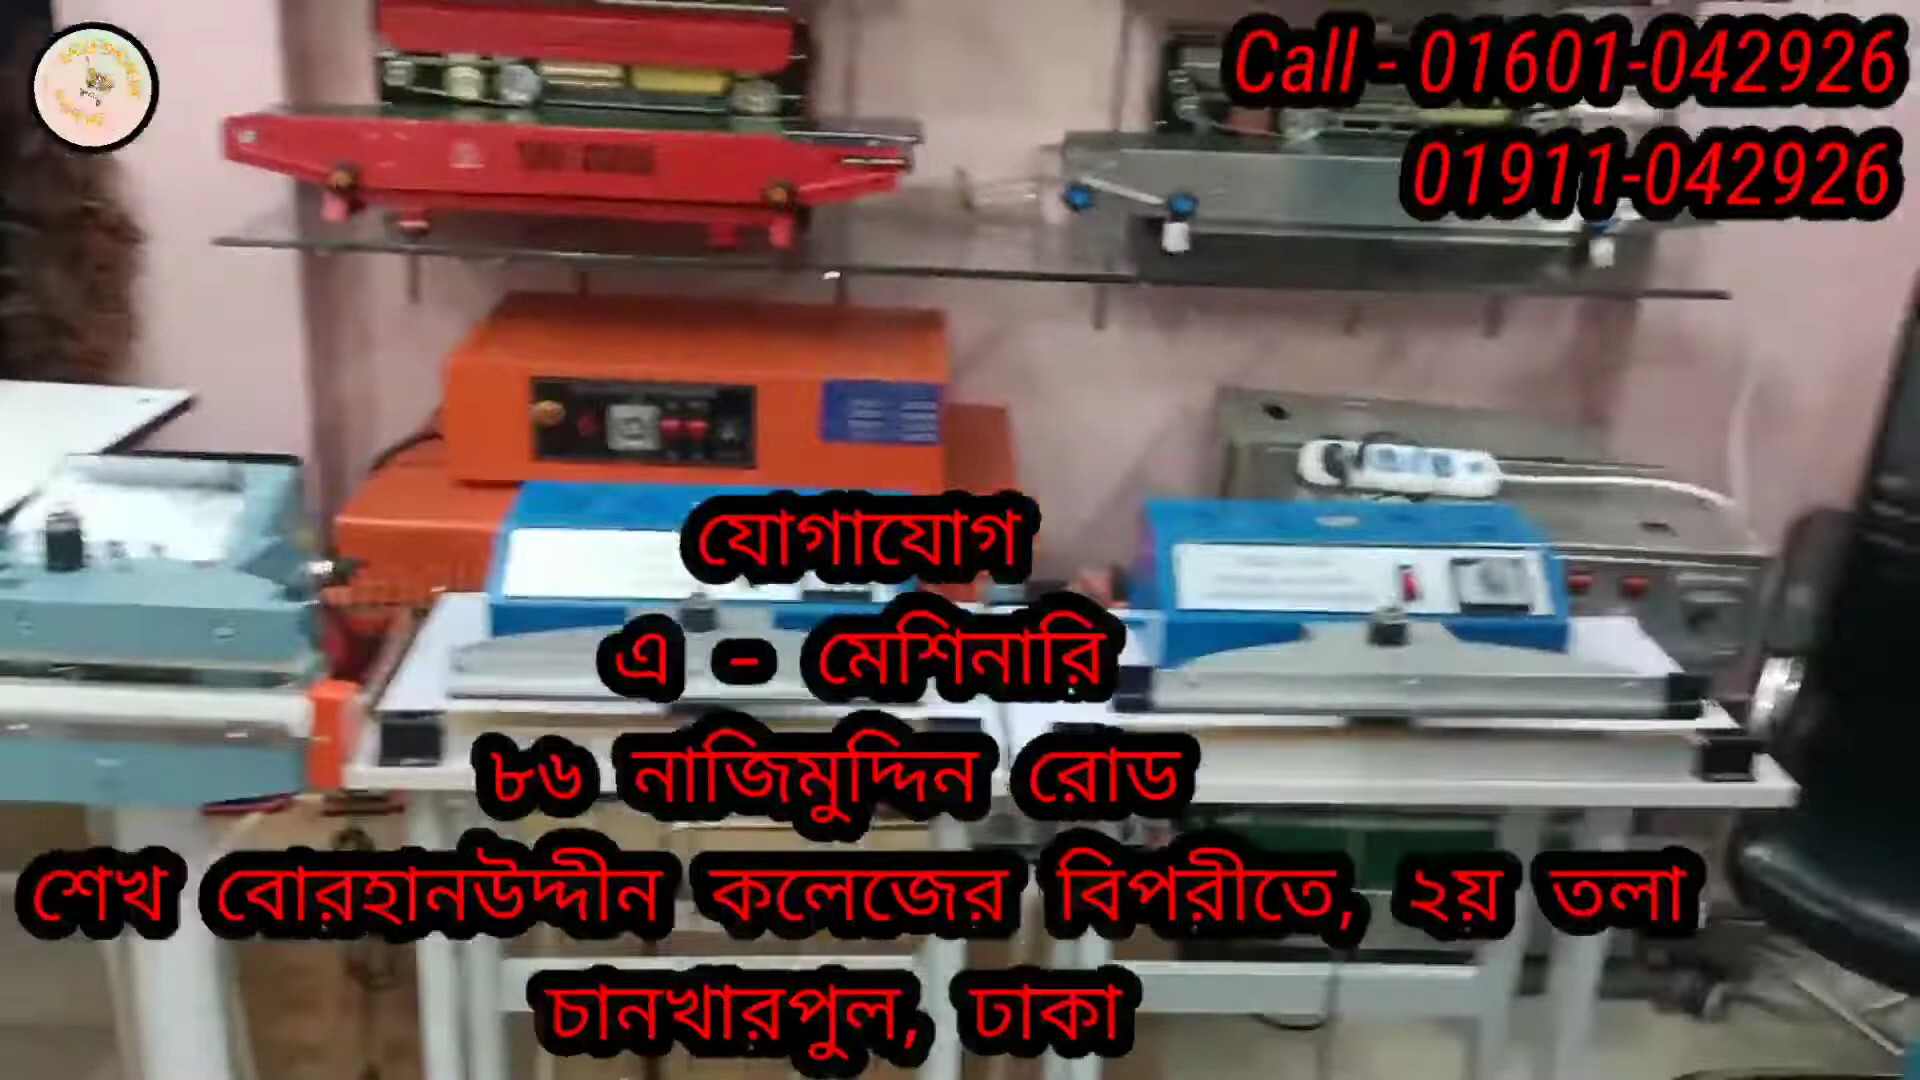 Call - 01601-042926
01911-042926
যোগাযোগ
এ - মেশিনারি
৮৬ নাজিমুদ্দিন রোড
শেখ বোরহানউদ্দীন কলেজের বিপরীতে, ২য় তলা
চানখারপুল, ঢাকা